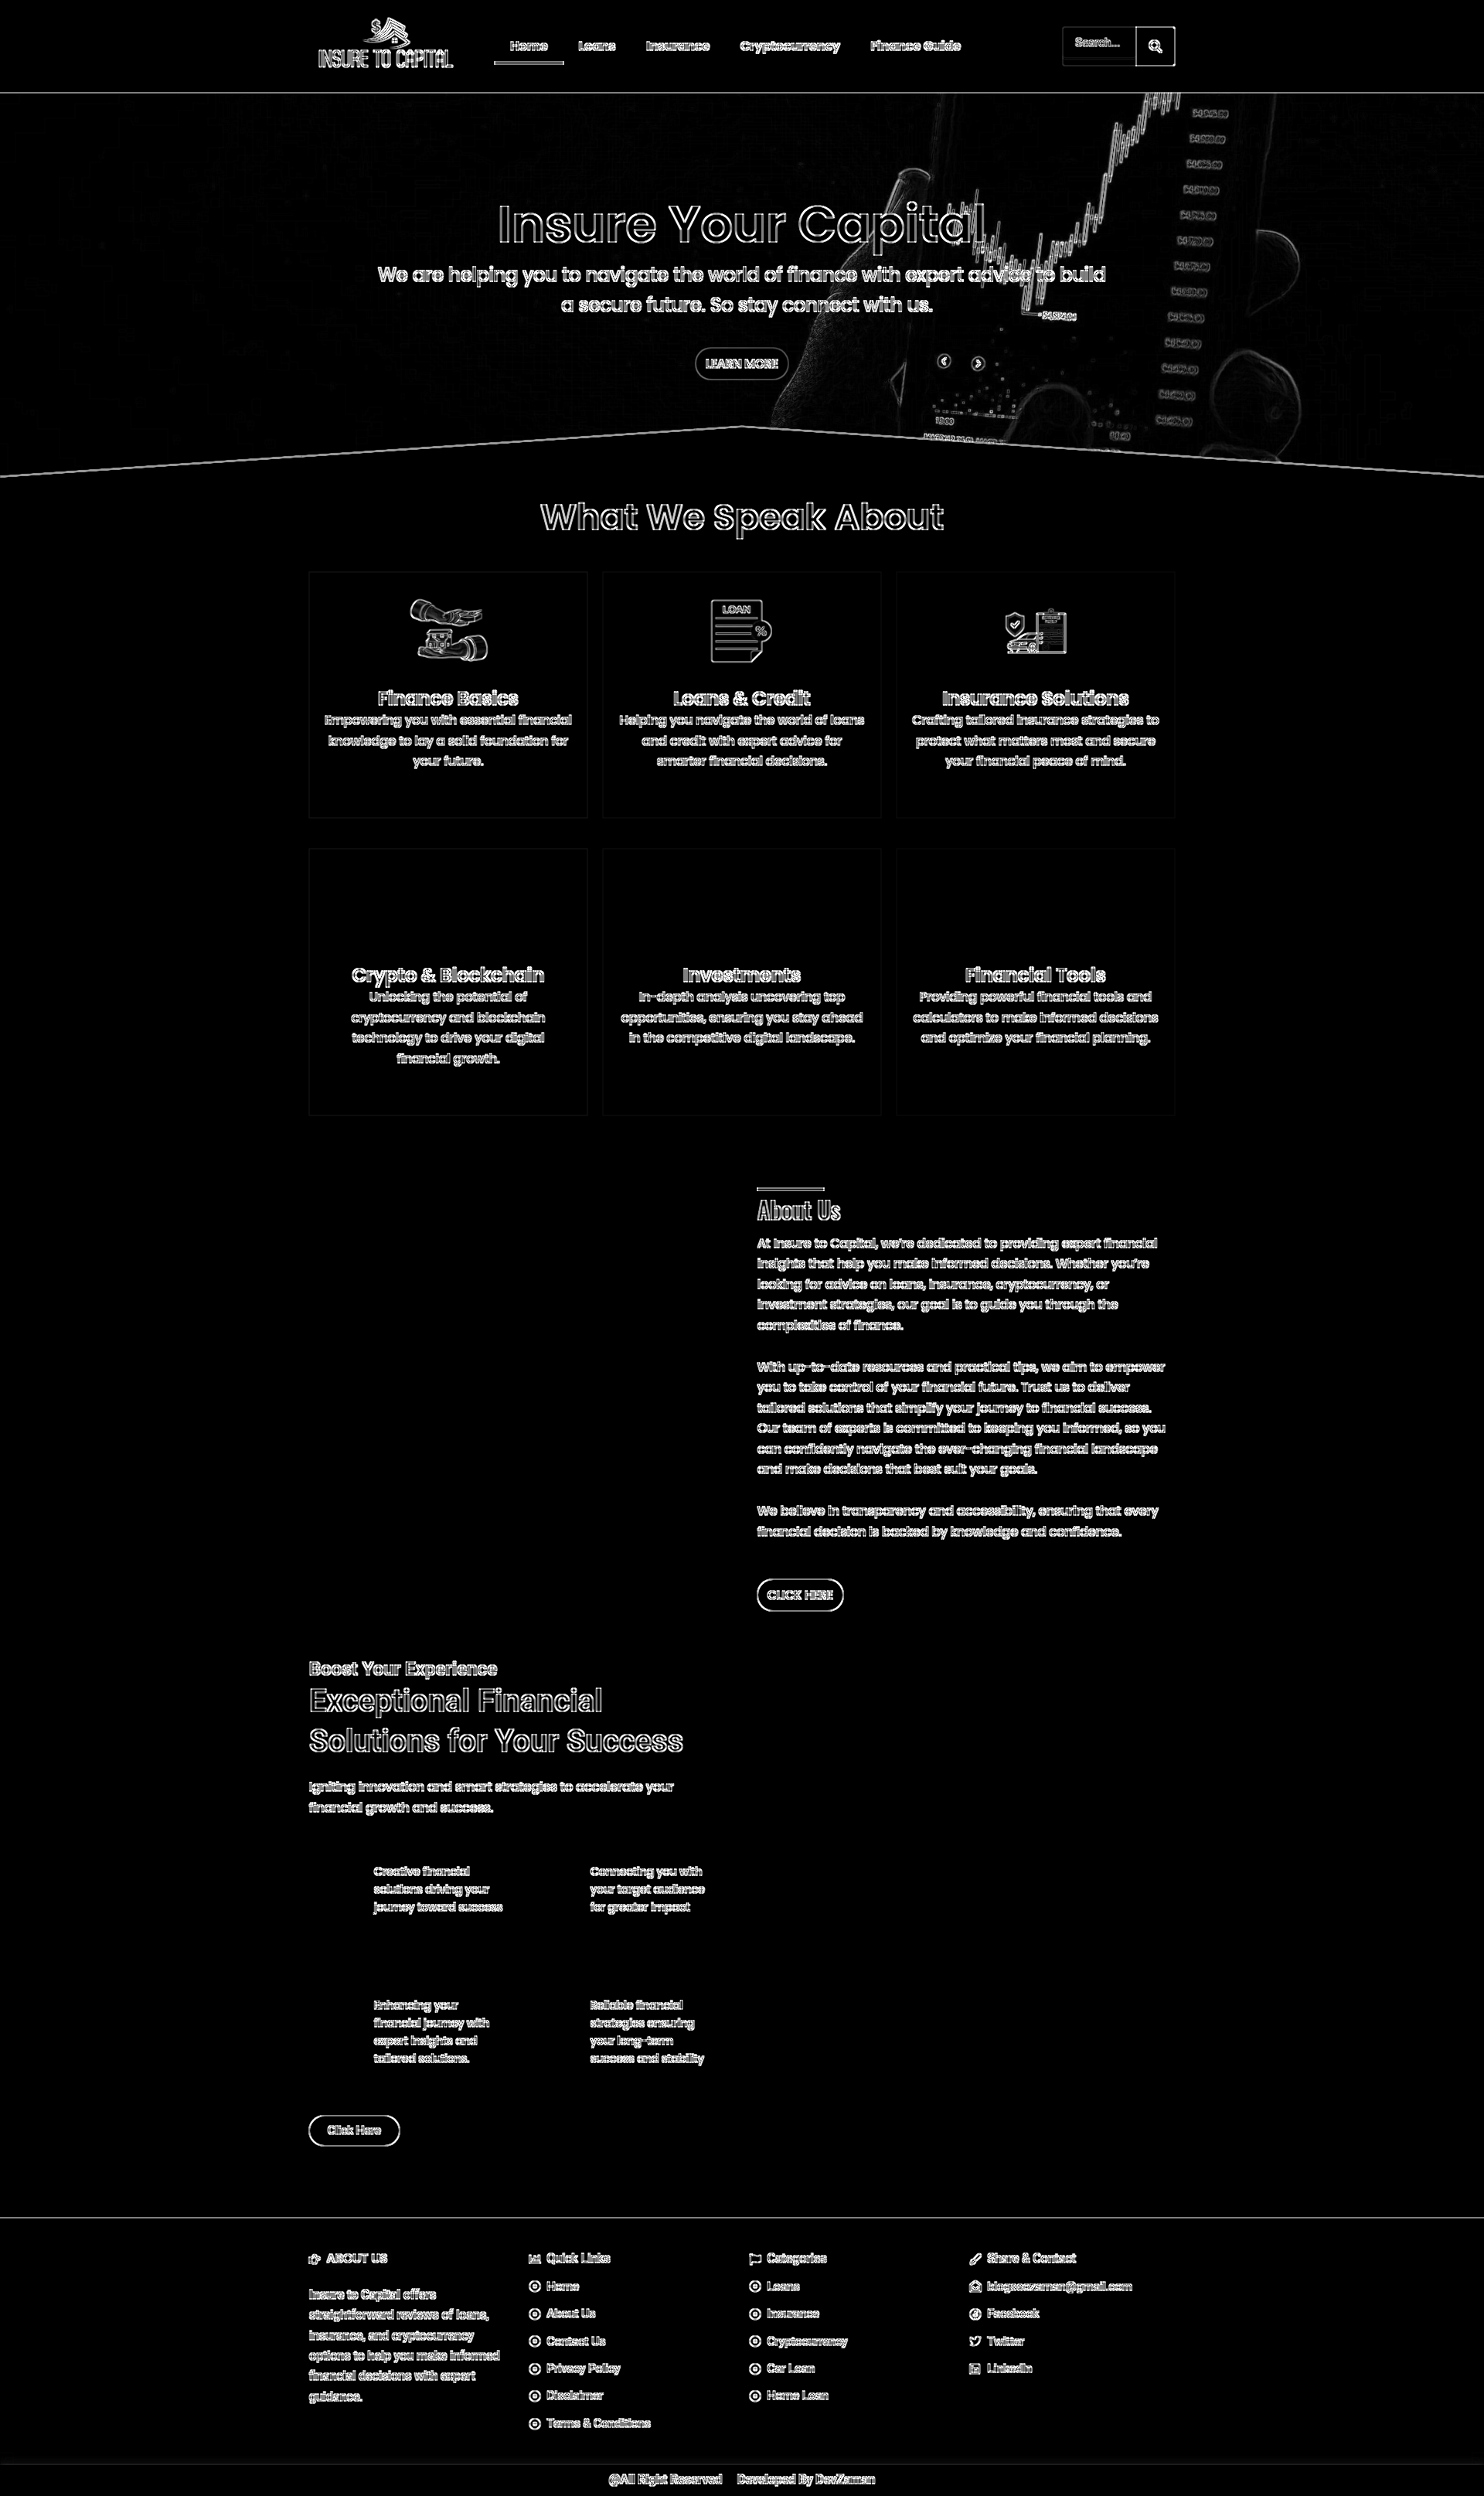 INSURE TO CAPITAL
Home Loans Insurance Cryptocurrency Finance Guide
Search...
Insure Your Capital
We are helping you to navigate the world of finance with expert advice to build
a secure future. So stay connect with us.
LEARN MORE
What We Speak About
LOAN
%
Finance Basics
Empowering you with essential financial
knowledge to lay a solid foundation for
your future.
Loans & Credit
Helping you navigate the world of loans
and credit with expert advice for
smarter financial decisions.
Insurance Solutions
Crafting tailored insurance strategies to
protect what matters most and secure
your financial peace of mind.
Crypto & Blockchain
Unlocking the potential of
cryptocurrency and blockchain
technology to drive your digital
financial growth.
Investments
In-depth analysis uncovering top
opportunities, ensuring you stay ahead
in the competitive digital landscape.
Financial Tools
Providing powerful financial tools and
calculators to make informed decisions
and optimize your financial planning.
About Us
At Insure to Capital, we're dedicated to providing expert financial
insights that help you make informed decisions. Whether you're
looking for advice on loans, insurance, cryptocurrency, or
investment strategies, our goal is to guide you through the
complexities of finance.
With up-to-date resources and practical tips, we aim to empower
you to take control of your financial future. Trust us to deliver
tailored solutions that simplify your journey to financial success.
Our team of experts is committed to keeping you informed, so you
can confidently navigate the ever-changing financial landscape
and make decisions that best suit your goals.
We believe in transparency and accessibility, ensuring that every
financial decision is backed by knowledge and confidence.
CLICK HERE
Boost Your Experience
Exceptional Financial
Solutions for Your Success
Igniting innovation and smart strategies to accelerate your
financial growth and success.
Creative financial
solutions driving your
journey toward success
Connecting you with
your target audience
for greater impact
Enhancing your
financial journey with
expert insights and
tailored solutions.
Reliable financial
strategies ensuring
your long-term
success and stability
Click Here
ABOUT US
Insure to Capital offers
straightforward reviews of loans,
insurance, and cryptocurrency
options to help you make informed
financial decisions with expert
guidance.
Quick Links
Home
About Us
Contact Us
Privacy Policy
Disclaimer
Terms & Conditions
Categories
Loans
Insurance
Cryptocurrency
Car Loan
Home Loan
Share & Contact
Facebook
Twitter
LinkedIn
@All Right Reserved Developed By DevZaman